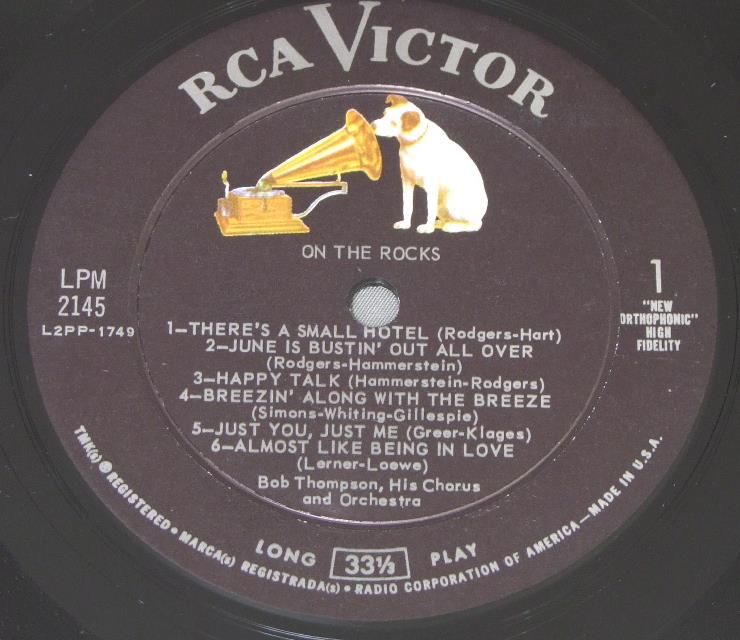 RCA VICTOR
ON THE ROCKS
LPM
2145
L2PP-1749
1
"NEW
ORTHOPHONIC"
HIGH
FIDELITY
1—THERE'S A SMALL HOTEL (Rodgers-Hart)
2—JUNE IS BUSTIN' OUT ALL OVER
(Rodgers-Hammerstein)
3—HAPPY TALK (Hammerstein-Rodgers)
4—BREEZIN' ALONG WITH THE BREEZE
(Simons-Whiting-Gillespie)
5—JUST YOU, JUST ME (Greer-Klages)
6—ALMOST LIKE BEING IN LOVE
(Lerner-Loewe)
Bob Thompson, His Chorus
and Orchestra
LONG 33⅓ PLAY
TMK(s) ® REGISTERED • MARCA(s) REGISTRADA(s) • RADIO CORPORATION OF AMERICA—MADE IN U.S.A.